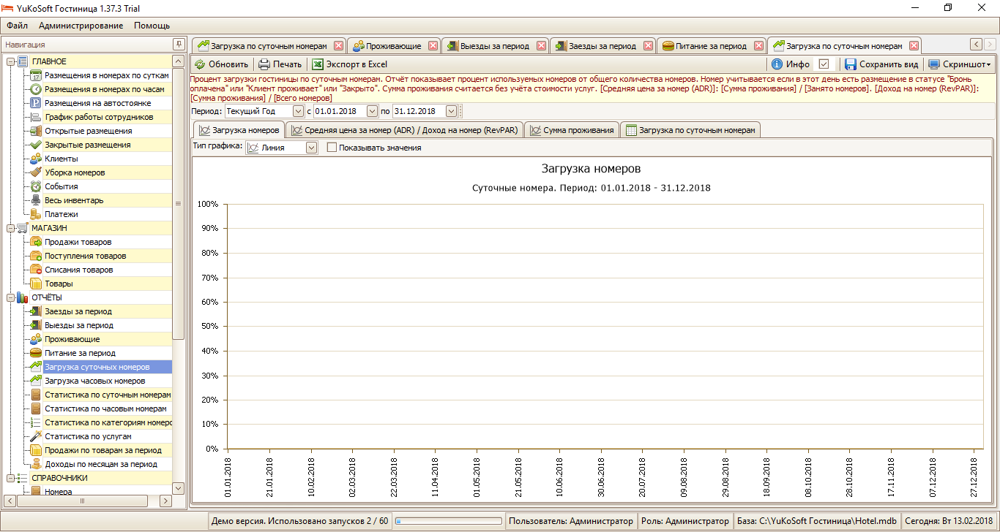 YuKoSoft Гостиница 1.37.3 Trial
Файл Администрирование Помощь
Навигация
ГЛАВНОЕ
Размещения в номерах по суткам
Размещения в номерах по часам
Размещения на автостоянке
График работы сотрудников
Открытые размещения
Закрытые размещения
Клиенты
Уборка номеров
События
Весь инвентарь
Платежи
МАГАЗИН
Продажи товаров
Поступления товаров
Списания товаров
Товары
ОТЧЁТЫ
Заезды за период
Выезды за период
Проживающие
Питание за период
Загрузка суточных номеров
Загрузка часовых номеров
Статистика по суточным номерам
Статистика по часовым номерам
Статистика по категориям номеро
Статистика по услугам
Продажи по товарам за период
Доходы по месяцам за период
СПРАВОЧНИКИ
Номера
Загрузка по суточным номерам Проживающие Выезды за период Заезды за период Питание за период Загрузка по суточным номерам
Обновить Печать Экспорт в Excel Инфо Сохранить вид Скриншот
Процент загрузки гостиницы по суточным номерам. Отчёт показывает процент используемых номеров от общего количества номеров. Номер учитывается если в этот день есть размещение в статусе "Бронь
оплачена" или "Клиент проживает" или "Закрыто". Сумма проживания считается без учёта стоимости услуг. [Средняя цена за номер (ADR)]: [Сумма проживания] / [Занято номеров]. [Доход на номер (RevPAR)]:
[Сумма проживания] / [Всего номеров]
Период: Текущий Год с 01.01.2018 по 31.12.2018
Загрузка номеров Средняя цена за номер (ADR) / Доход на номер (RevPAR) Сумма проживания Загрузка по суточным номерам
Тип графика: Линия Показывать значения
Загрузка номеров
Суточные номера. Период: 01.01.2018 - 31.12.2018
100%
90%
80%
70%
60%
50%
40%
30%
20%
10%
0%
01.01.2018 21.01.2018 10.02.2018 02.03.2018 22.03.2018 11.04.2018 01.05.2018 21.05.2018 10.06.2018 30.06.2018 20.07.2018 09.08.2018 29.08.2018 18.09.2018 08.10.2018 28.10.2018 17.11.2018 07.12.2018 27.12.2018
Демо версия. Использовано запусков 2 / 60 Пользователь: Администратор Роль: Администратор База: C:\YuKoSoft Гостиница\Hotel.mdb Сегодня: Вт 13.02.2018